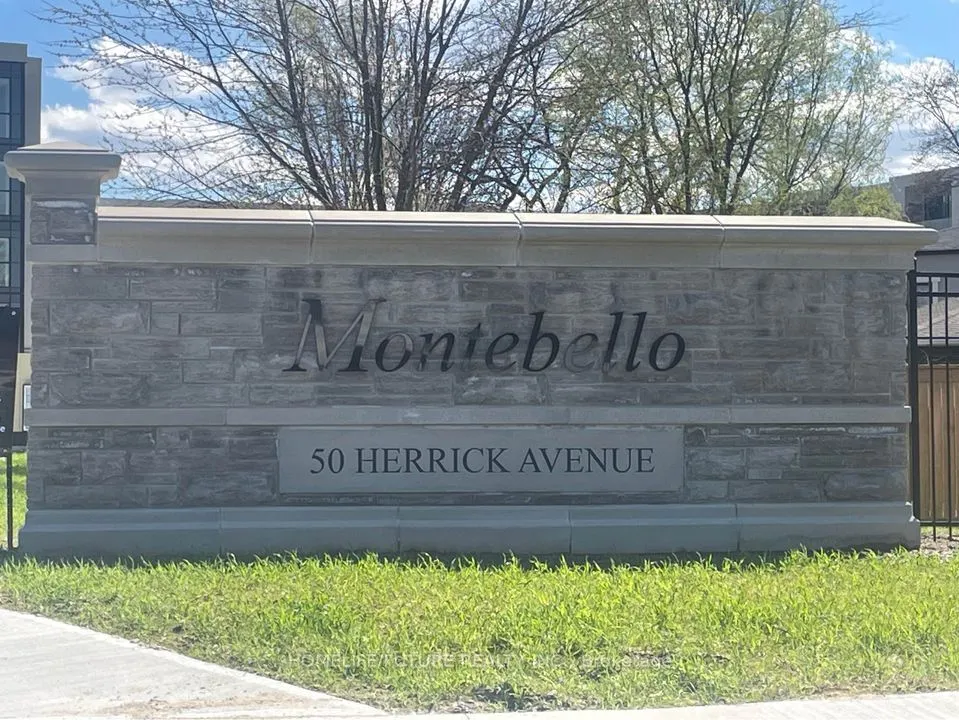 Montebello
50 HERRICK AVENUE
HOMELIFE/FUTURE REALTY INC., Brokerage